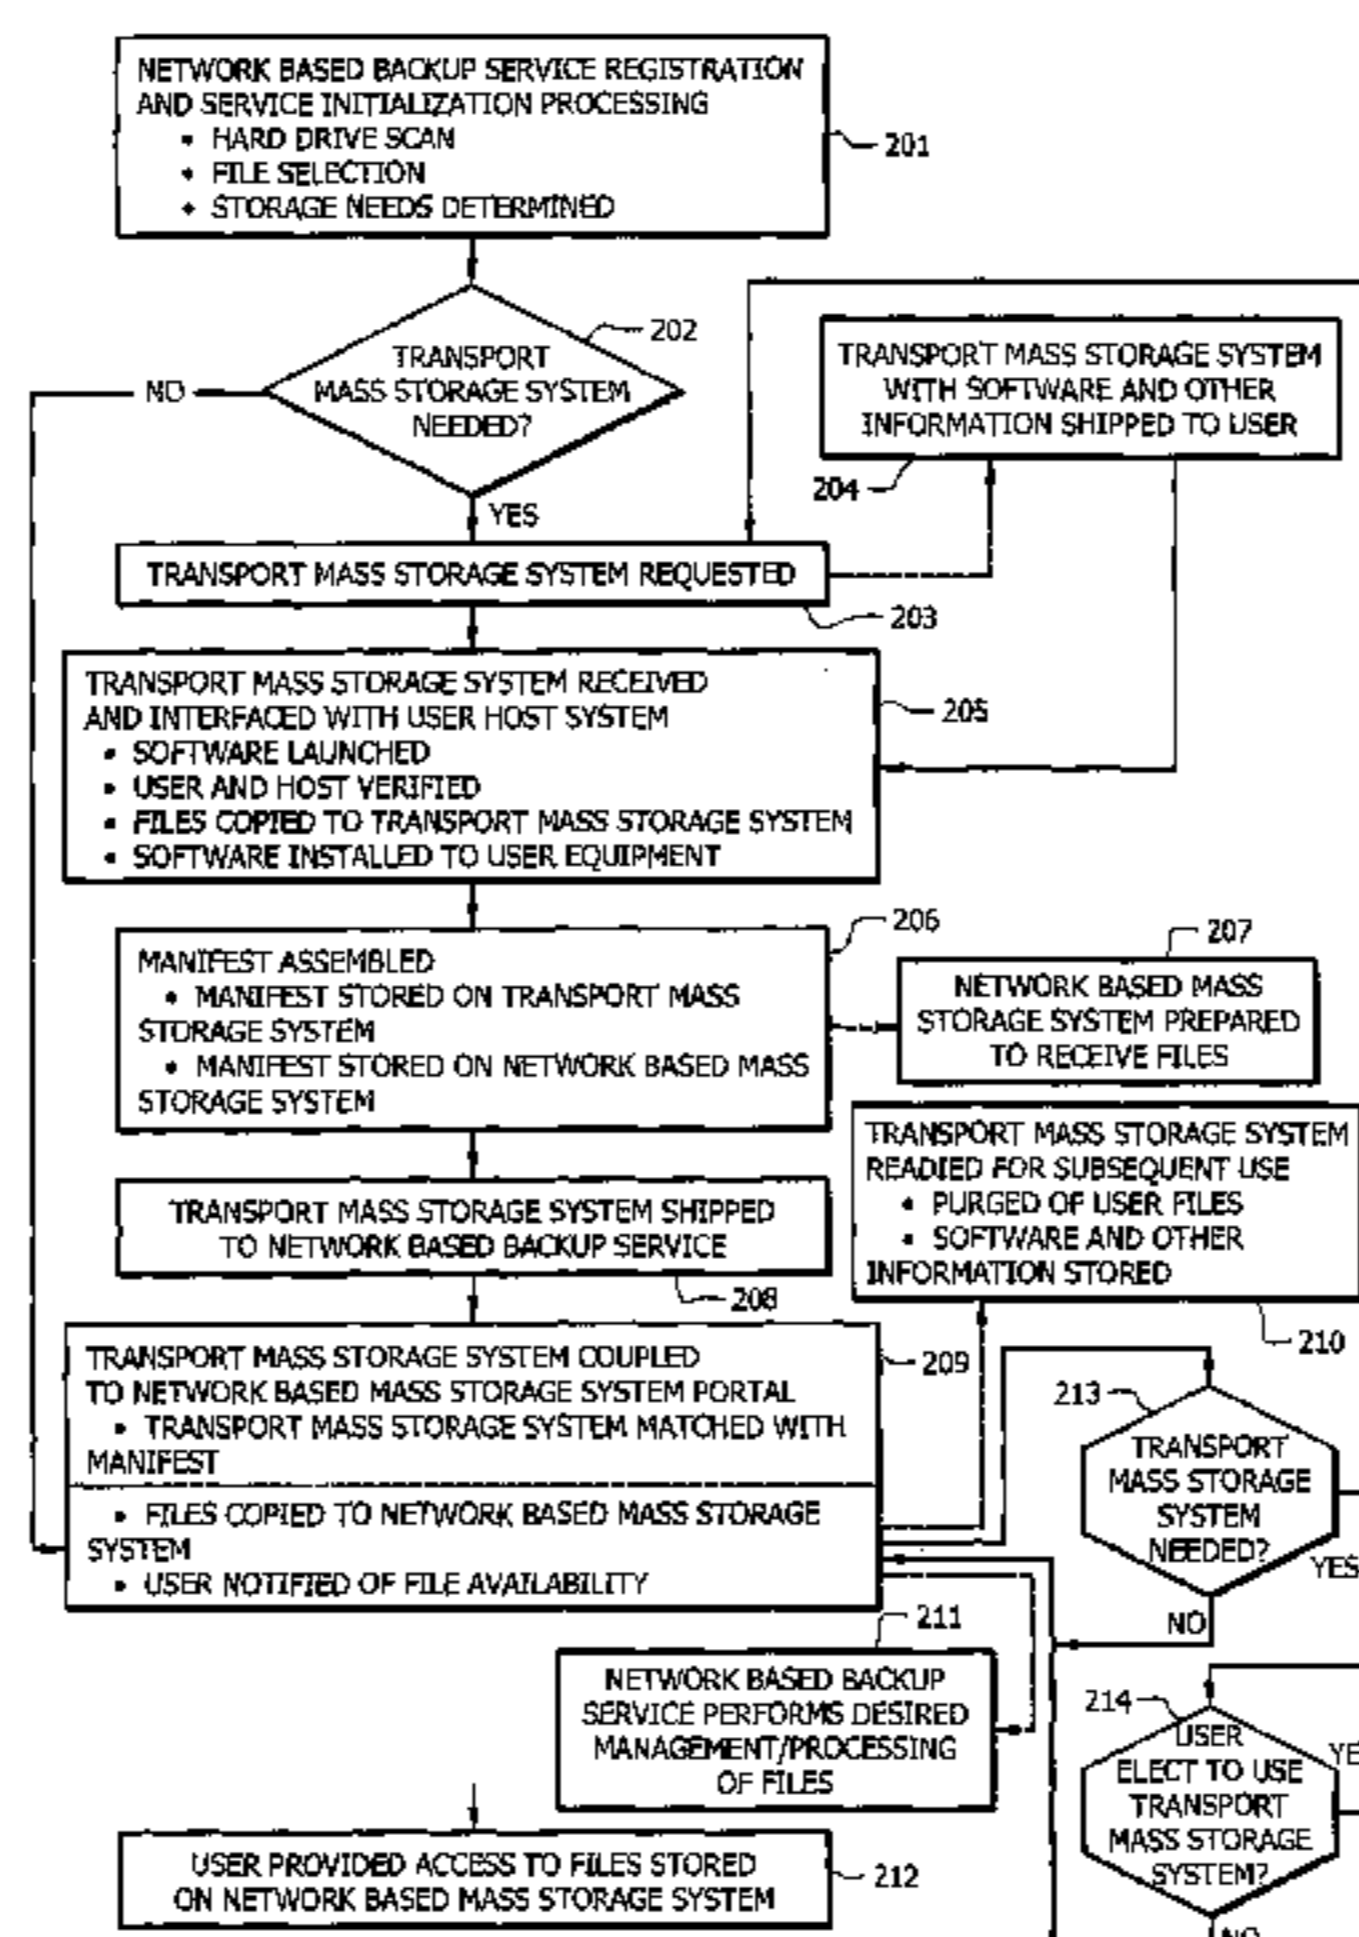 NETWORK BASED BACKUP SERVICE REGISTRATION
AND SERVICE INITIALIZATION PROCESSING
• HARD DRIVE SCAN
• FILE SELECTION
• STORAGE NEEDS DETERMINED
201
202
TRANSPORT
MASS STORAGE SYSTEM
NEEDED?
NO
YES
TRANSPORT MASS STORAGE SYSTEM
WITH SOFTWARE AND OTHER
INFORMATION SHIPPED TO USER
204
TRANSPORT MASS STORAGE SYSTEM REQUESTED
203
TRANSPORT MASS STORAGE SYSTEM RECEIVED
AND INTERFACED WITH USER HOST SYSTEM
• SOFTWARE LAUNCHED
• USER AND HOST VERIFIED
• FILES COPIED TO TRANSPORT MASS STORAGE SYSTEM
• SOFTWARE INSTALLED TO USER EQUIPMENT
205
MANIFEST ASSEMBLED
• MANIFEST STORED ON TRANSPORT MASS
STORAGE SYSTEM
• MANIFEST STORED ON NETWORK BASED MASS
STORAGE SYSTEM
206
207
NETWORK BASED MASS
STORAGE SYSTEM PREPARED
TO RECEIVE FILES
TRANSPORT MASS STORAGE SYSTEM SHIPPED
TO NETWORK BASED BACKUP SERVICE
208
TRANSPORT MASS STORAGE SYSTEM
READIED FOR SUBSEQUENT USE
• PURGED OF USER FILES
• SOFTWARE AND OTHER
INFORMATION STORED
210
TRANSPORT MASS STORAGE SYSTEM COUPLED
TO NETWORK BASED MASS STORAGE SYSTEM PORTAL
• TRANSPORT MASS STORAGE SYSTEM MATCHED WITH
MANIFEST
• FILES COPIED TO NETWORK BASED MASS STORAGE
SYSTEM
• USER NOTIFIED OF FILE AVAILABILITY
209
213
TRANSPORT
MASS STORAGE
SYSTEM
NEEDED?
YES
NO
211
NETWORK BASED BACKUP
SERVICE PERFORMS DESIRED
MANAGEMENT/PROCESSING
OF FILES
214
USER
ELECT TO USE
TRANSPORT
MASS STORAGE
SYSTEM?
YE
NO
USER PROVIDED ACCESS TO FILES STORED
ON NETWORK BASED MASS STORAGE SYSTEM
212